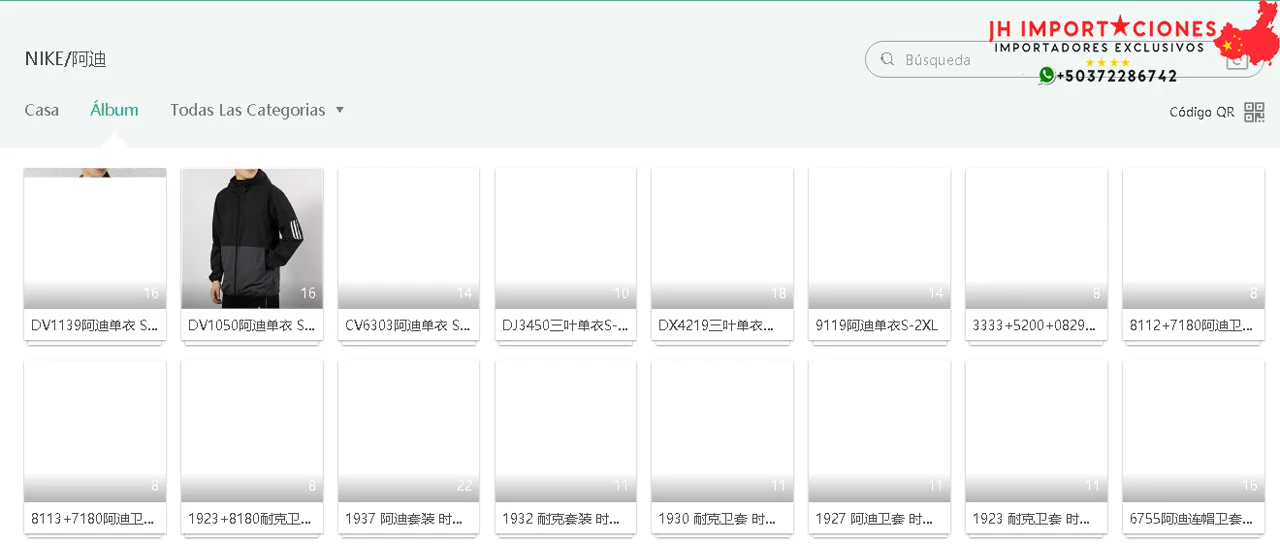 JH IMPORT★CIONES
IMPORTADORES EXCLUSIVOS
+50372286742
NIKE/阿迪
Búsqueda
Casa
Álbum
Todas Las Categorias
Código QR
16
16
14
10
18
14
8
8
DV1139阿迪单衣 S...
DV1050阿迪单衣 S...
CV6303阿迪单衣 S...
DJ3450三叶单衣S-...
DX4219三叶单衣...
9119阿迪单衣S-2XL
3333+5200+0829...
8112+7180阿迪卫...
8
8
22
11
11
11
11
16
8113+7180阿迪卫...
1923+8180耐克卫...
1937 阿迪套装 时...
1932 耐克套装 时...
1930 耐克卫套 时...
1927 阿迪卫套 时...
1923 耐克卫套 时...
6755阿迪连帽卫套...